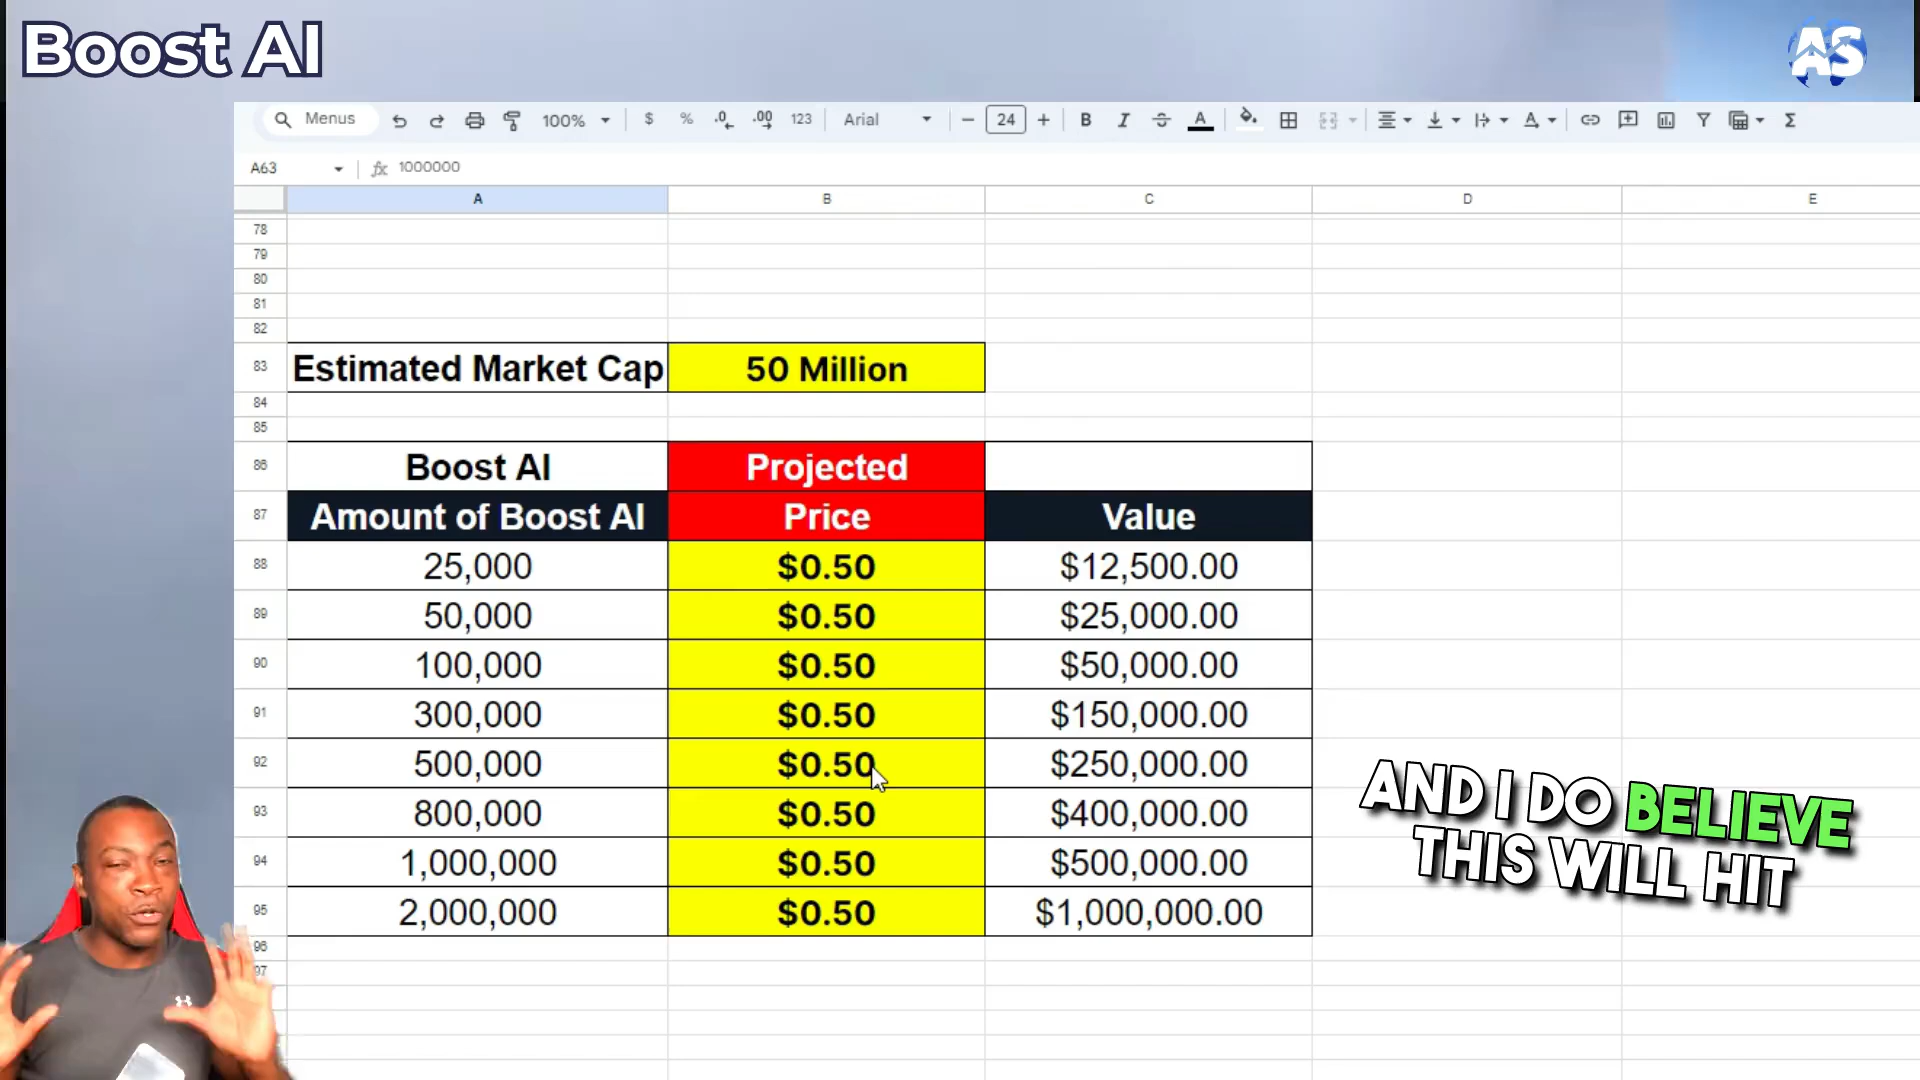 Boost AI
AS
Menus
100%
$ % .0 .00 123 Arial 24 B I A
A63 fx 1000000
A B C D E
78
79
80
81
82
83 Estimated Market Cap 50 Million
84
85
86 Boost AI Projected
87 Amount of Boost AI Price Value
88 25,000 $0.50 $12,500.00
89 50,000 $0.50 $25,000.00
90 100,000 $0.50 $50,000.00
91 300,000 $0.50 $150,000.00
92 500,000 $0.50 $250,000.00
93 800,000 $0.50 $400,000.00
94 1,000,000 $0.50 $500,000.00
95 2,000,000 $0.50 $1,000,000.00
96
97
AND I DO BELIEVE
THIS WILL HIT